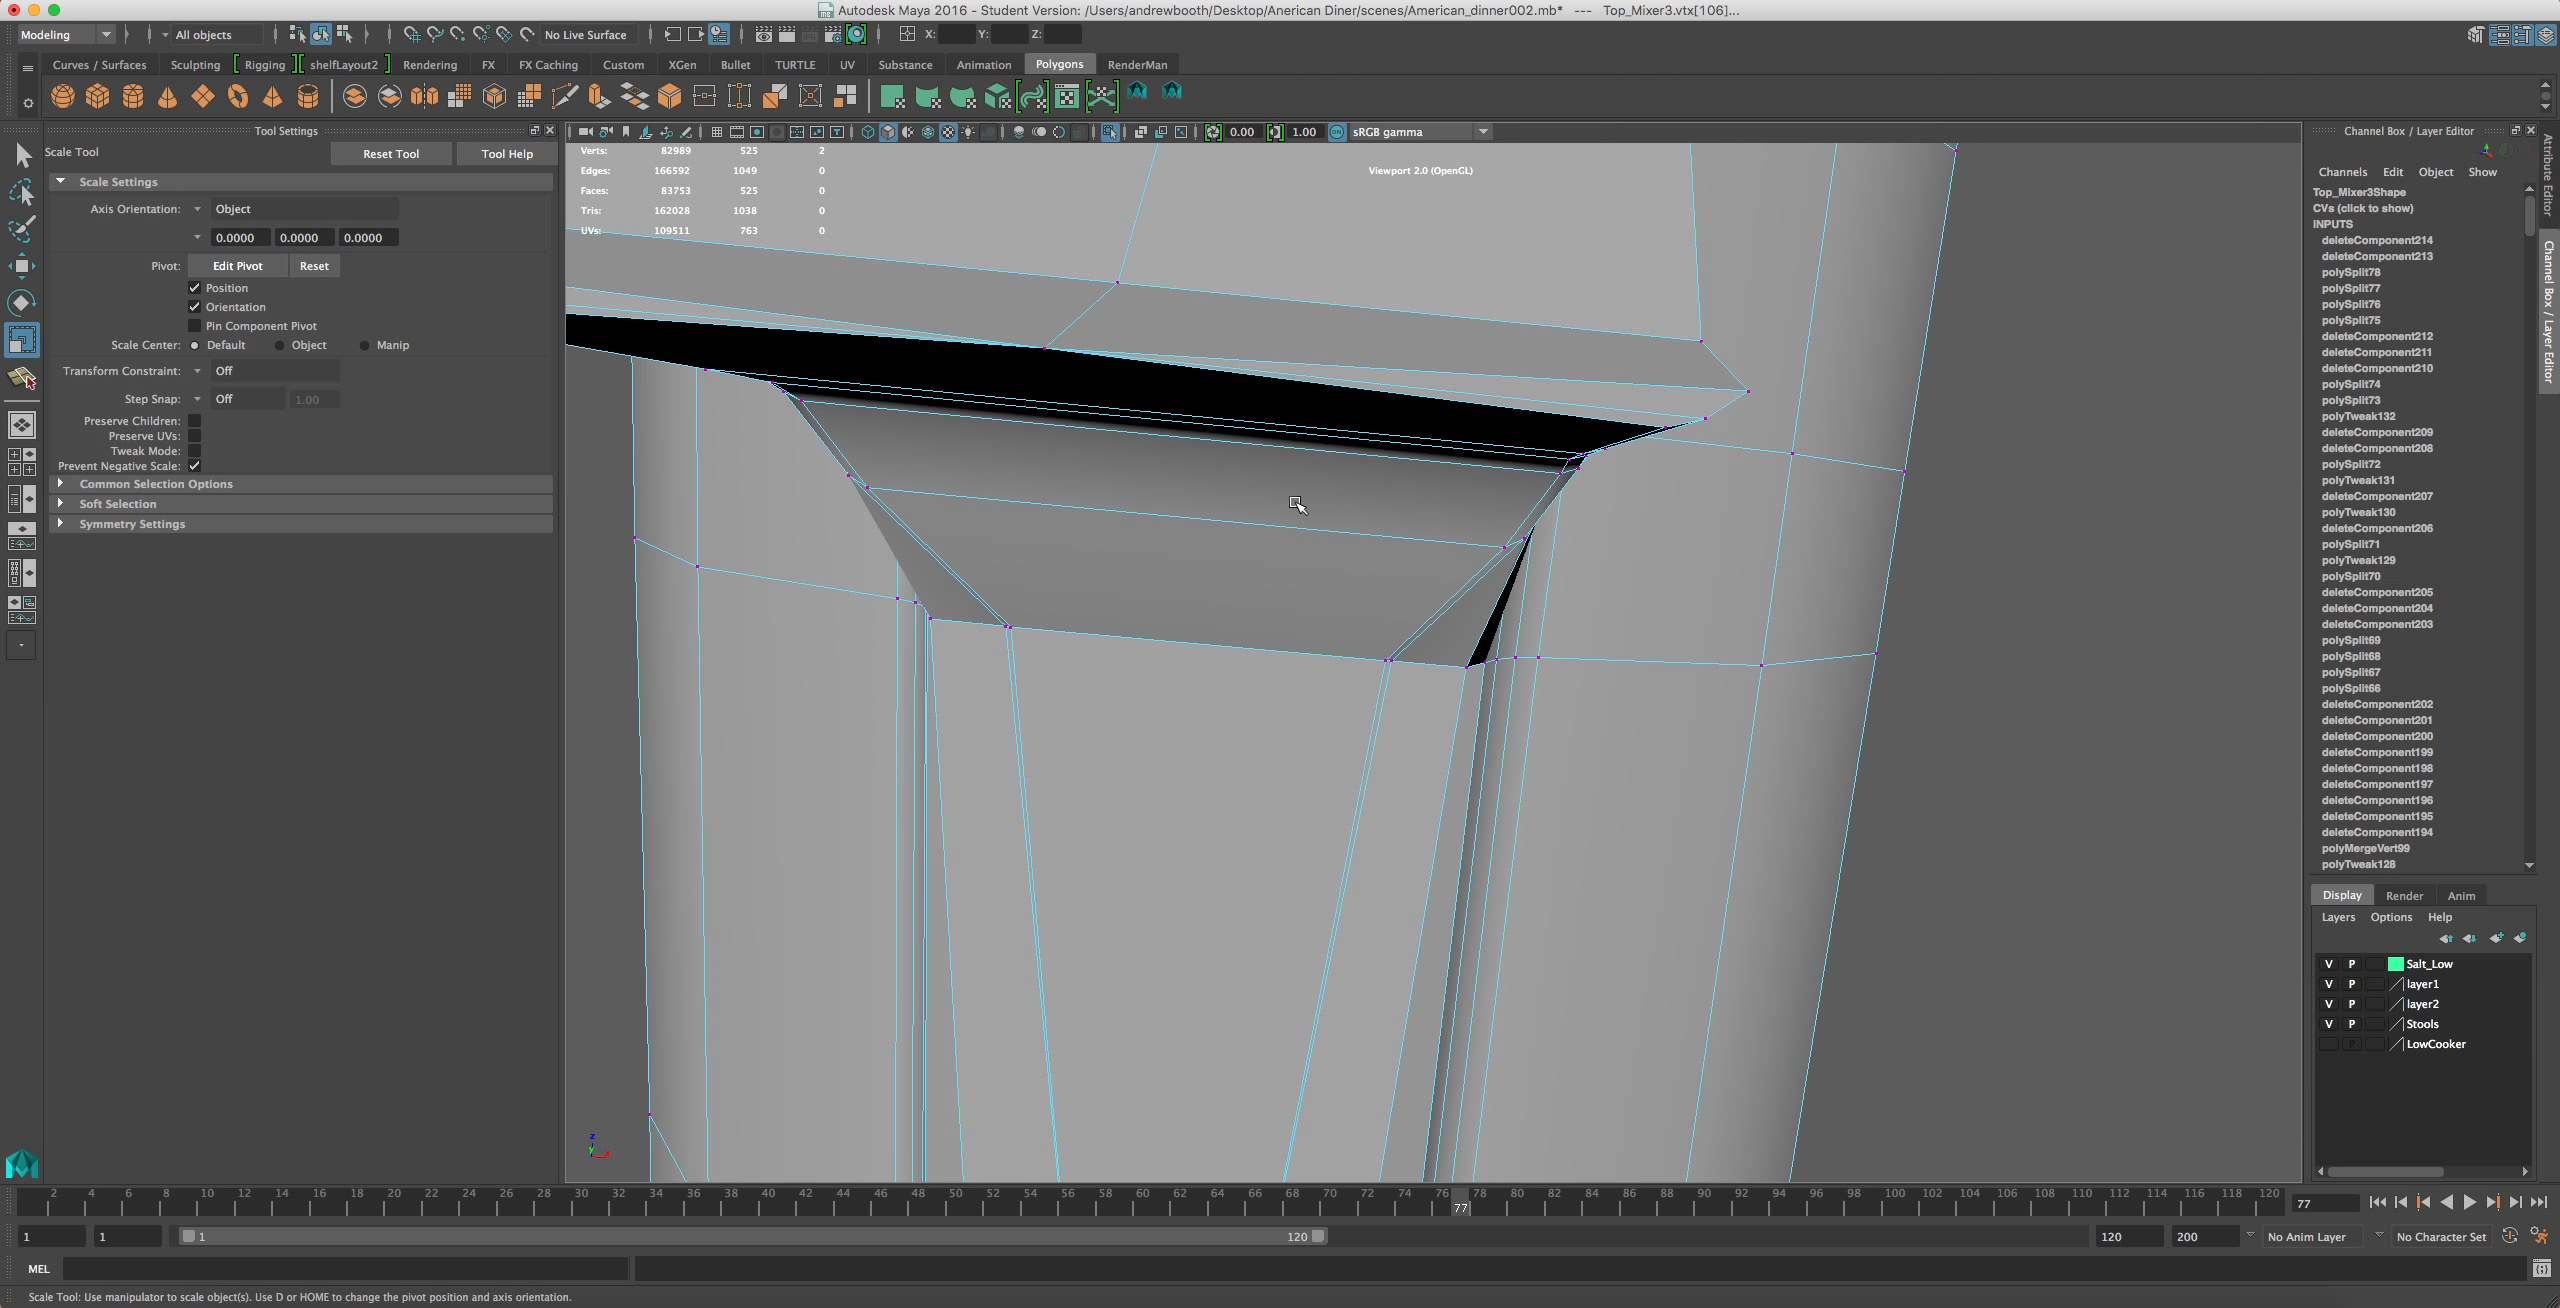 Autodesk Maya 2016 - Student Version: /Users/andrewbooth/Desktop/Anerican Diner/scenes/American_dinner002.mb* --- Top_Mixer3.vtx[106]...
Modeling All objects No Live Surface X: Y: Z:
Curves / Surfaces Sculpting Rigging shelfLayout2 Rendering FX FX Caching Custom XGen Bullet TURTLE UV Substance Animation Polygons RenderMan
Tool Settings
Scale Tool Reset Tool Tool Help
Scale Settings
Axis Orientation: Object
0.0000 0.0000 0.0000
Pivot: Edit Pivot Reset
Position
Orientation
Pin Component Pivot
Scale Center: Default Object Manip
Transform Constraint: Off
Step Snap: Off 1.00
Preserve Children:
Preserve UVs:
Tweak Mode:
Prevent Negative Scale:
Common Selection Options
Soft Selection
Symmetry Settings
0.00 1.00 ON sRGB gamma
Verts: 82989 525 2
Edges: 166592 1049 0
Faces: 83753 525 0
Tris: 162028 1038 0
UVs: 109511 763 0
Viewport 2.0 (OpenGL)
z
y
x
Channel Box / Layer Editor
Channels Edit Object Show
Top_Mixer3Shape
CVs (click to show)
INPUTS
deleteComponent214
deleteComponent213
polySplit78
polySplit77
polySplit76
polySplit75
deleteComponent212
deleteComponent211
deleteComponent210
polySplit74
polySplit73
polyTweak132
deleteComponent209
deleteComponent208
polySplit72
polyTweak131
deleteComponent207
polyTweak130
deleteComponent206
polySplit71
polyTweak129
polySplit70
deleteComponent205
deleteComponent204
deleteComponent203
polySplit69
polySplit68
polySplit67
polySplit66
deleteComponent202
deleteComponent201
deleteComponent200
deleteComponent199
deleteComponent198
deleteComponent197
deleteComponent196
deleteComponent195
deleteComponent194
polyMergeVert99
polyTweak128
Attribute Editor
Channel Box / Layer Editor
Display Render Anim
Layers Options Help
V P Salt_Low
V P layer1
V P layer2
V P Stools
P LowCooker
2 4 6 8 10 12 14 16 18 20 22 24 26 28 30 32 34 36 38 40 42 44 46 48 50 52 54 56 58 60 62 64 66 68 70 72 74 76 78 80 82 84 86 88 90 92 94 96 98 100 102 104 106 108 110 112 114 116 118 120
77 77
1 1 1 120 120 200 No Anim Layer No Character Set
MEL
Scale Tool: Use manipulator to scale object(s). Use D or HOME to change the pivot position and axis orientation.